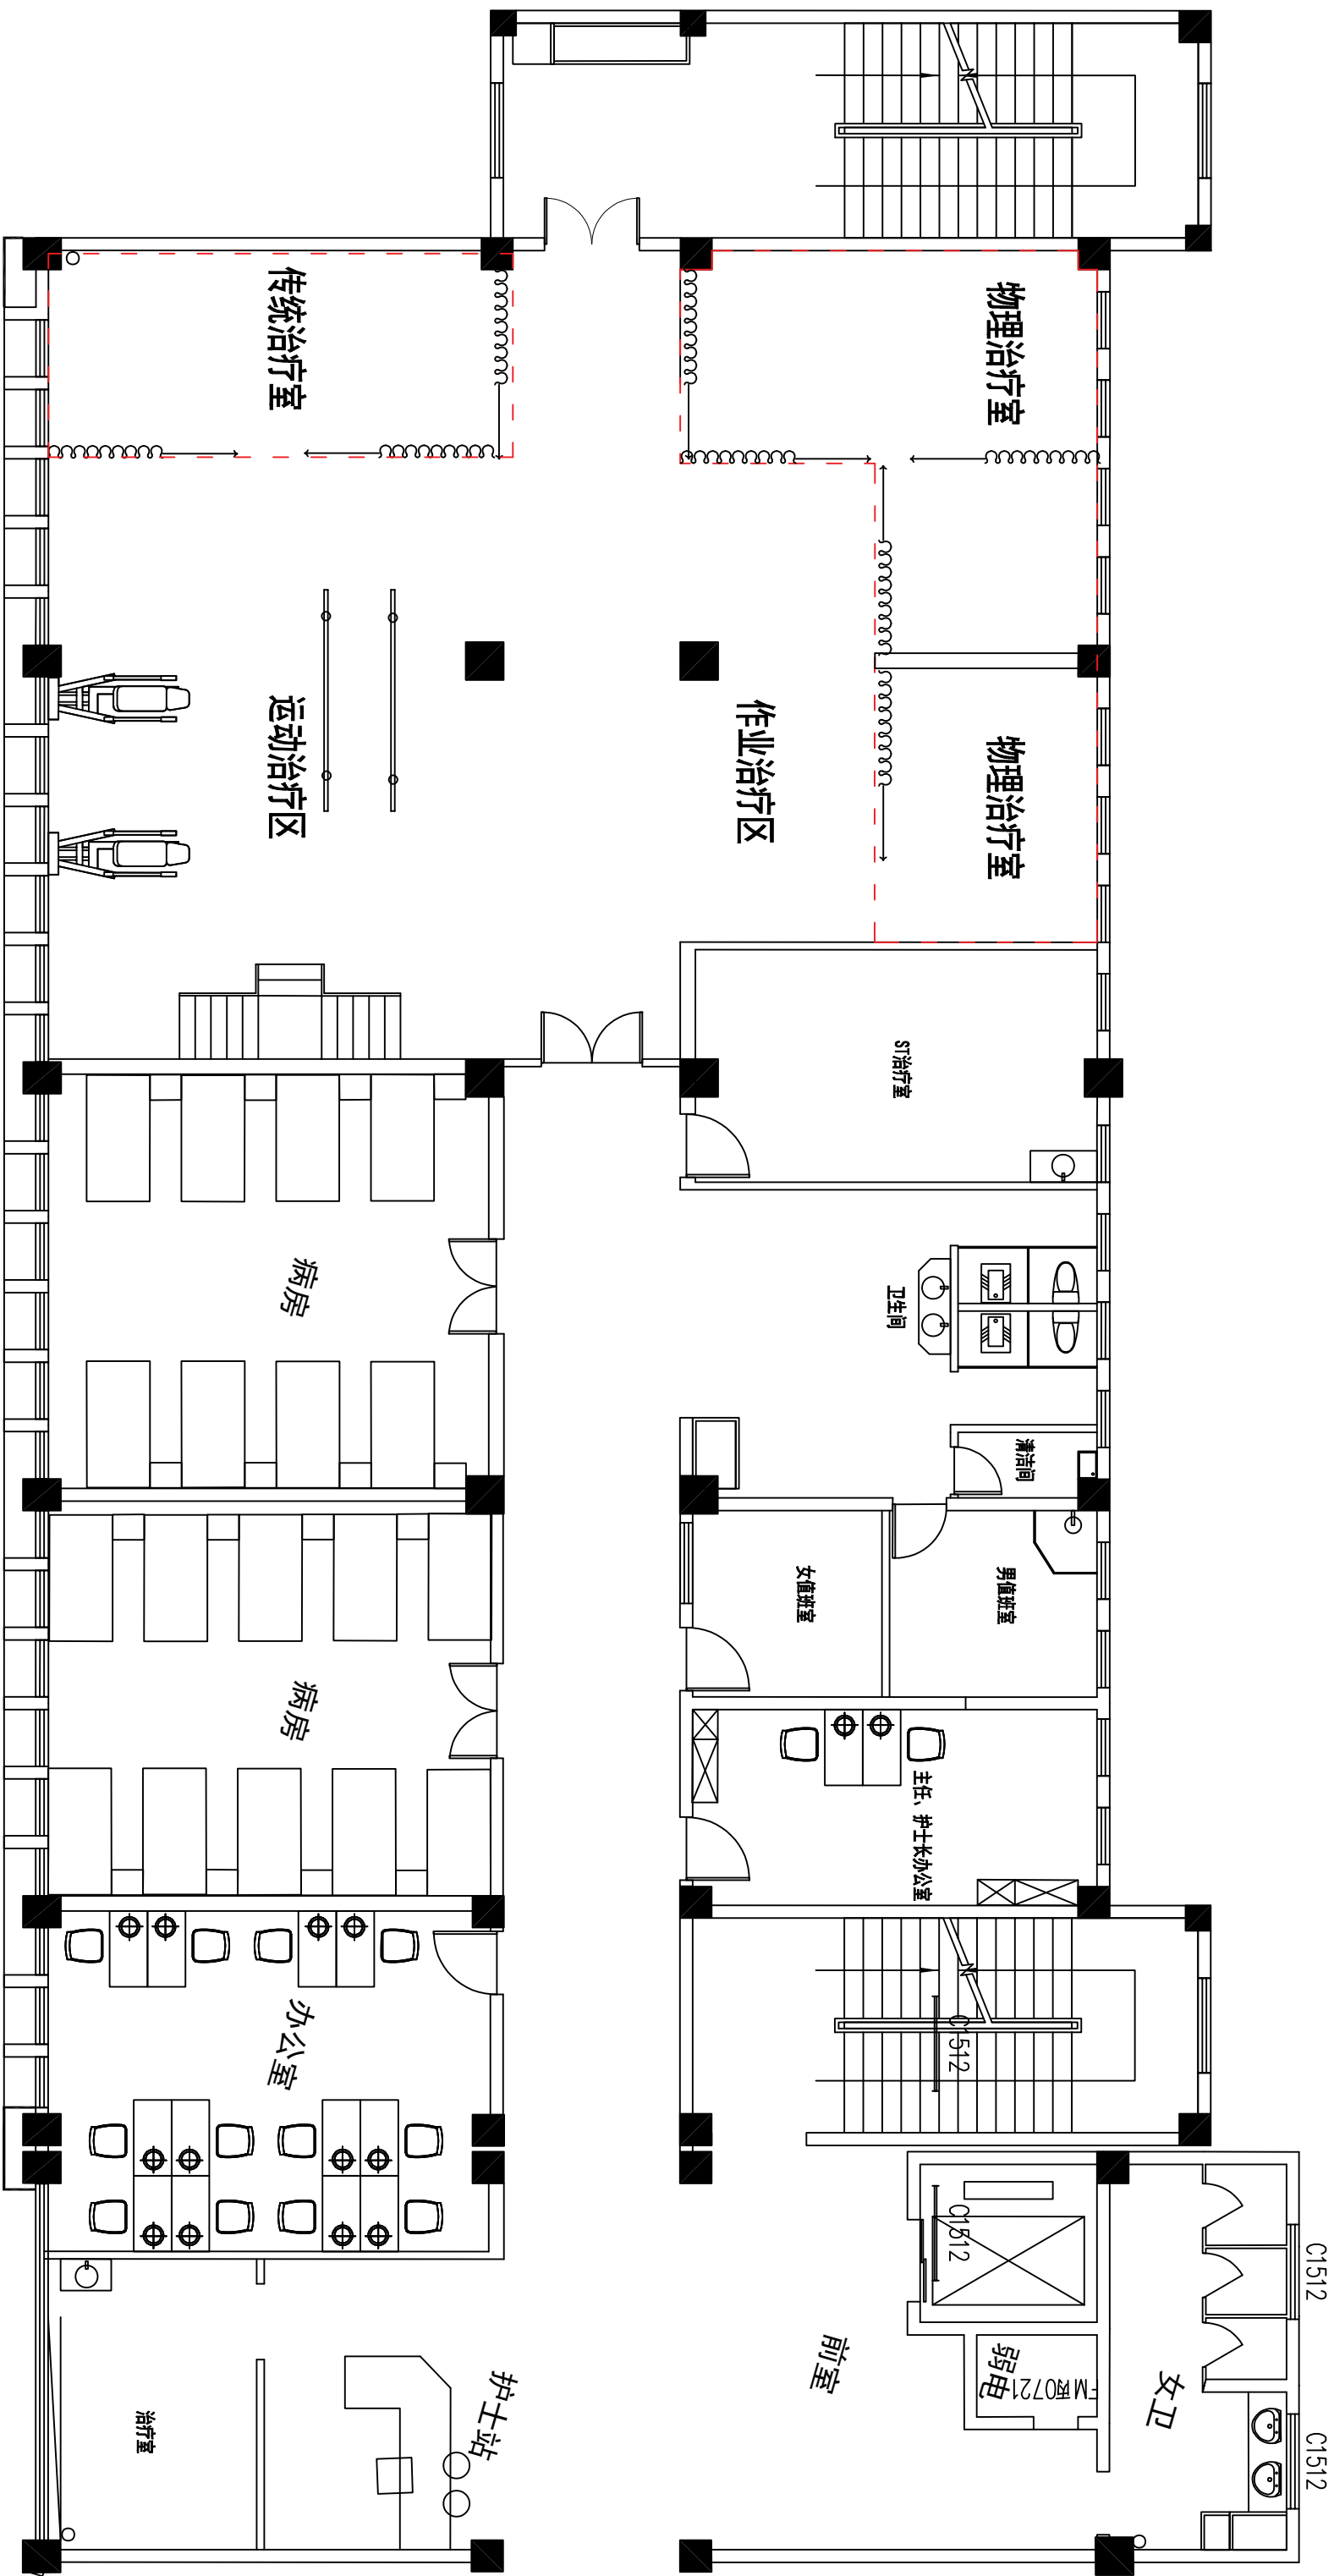 传统治疗室
物理治疗室
运动治疗区
作业治疗区
物理治疗室
ST治疗室
病房
卫生间
清洁间
病房
女值班室
男值班室
主任、护士长办公室
办公室
C1512
C1512
C1512
治疗室
护士站
前室
弱电
女卫
C1512